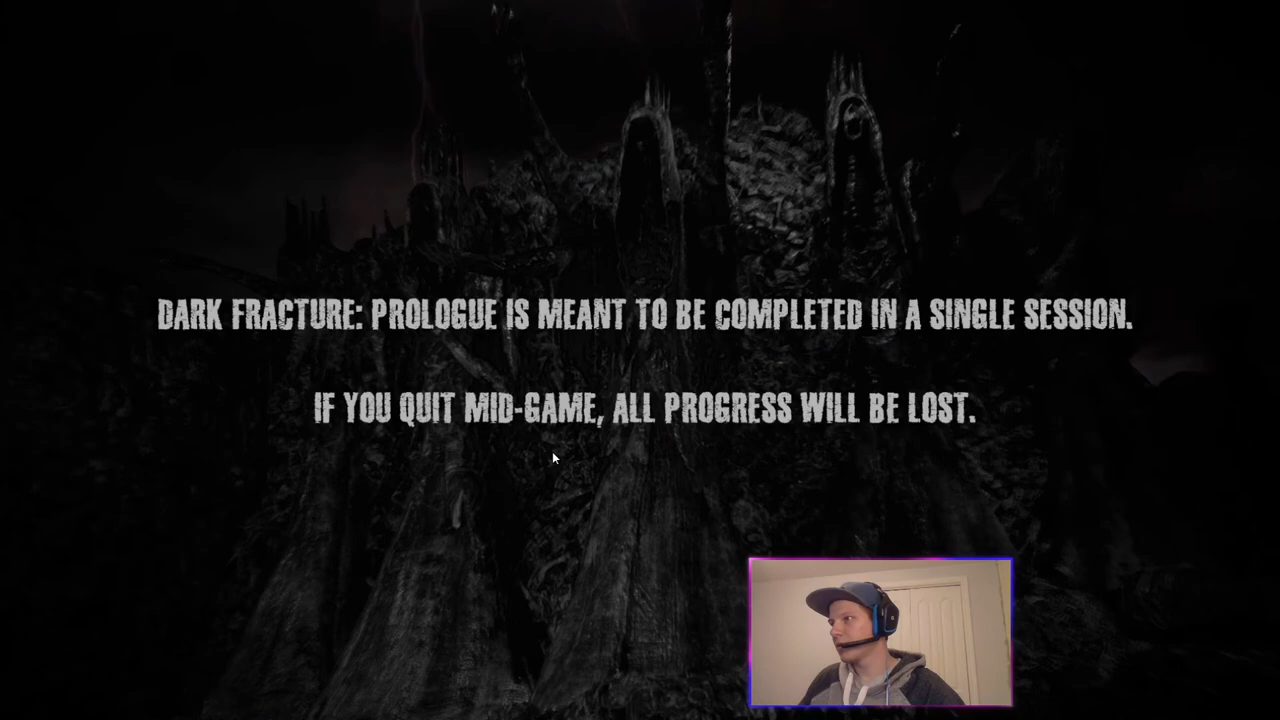 DARK FRACTURE: PROLOGUE IS MEANT TO BE COMPLETED IN A SINGLE SESSION.
IF YOU QUIT MID-GAME, ALL PROGRESS WILL BE LOST.